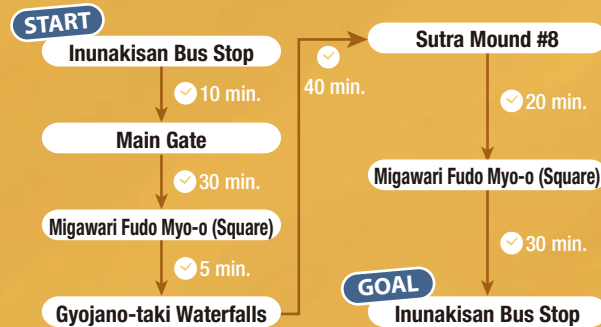 START
Inunakisan Bus Stop
10 min.
Main Gate
30 min.
Migawari Fudo Myo-o (Square)
5 min.
Gyojano-taki Waterfalls
40 min.
Sutra Mound #8
20 min.
Migawari Fudo Myo-o (Square)
30 min.
GOAL
Inunakisan Bus Stop